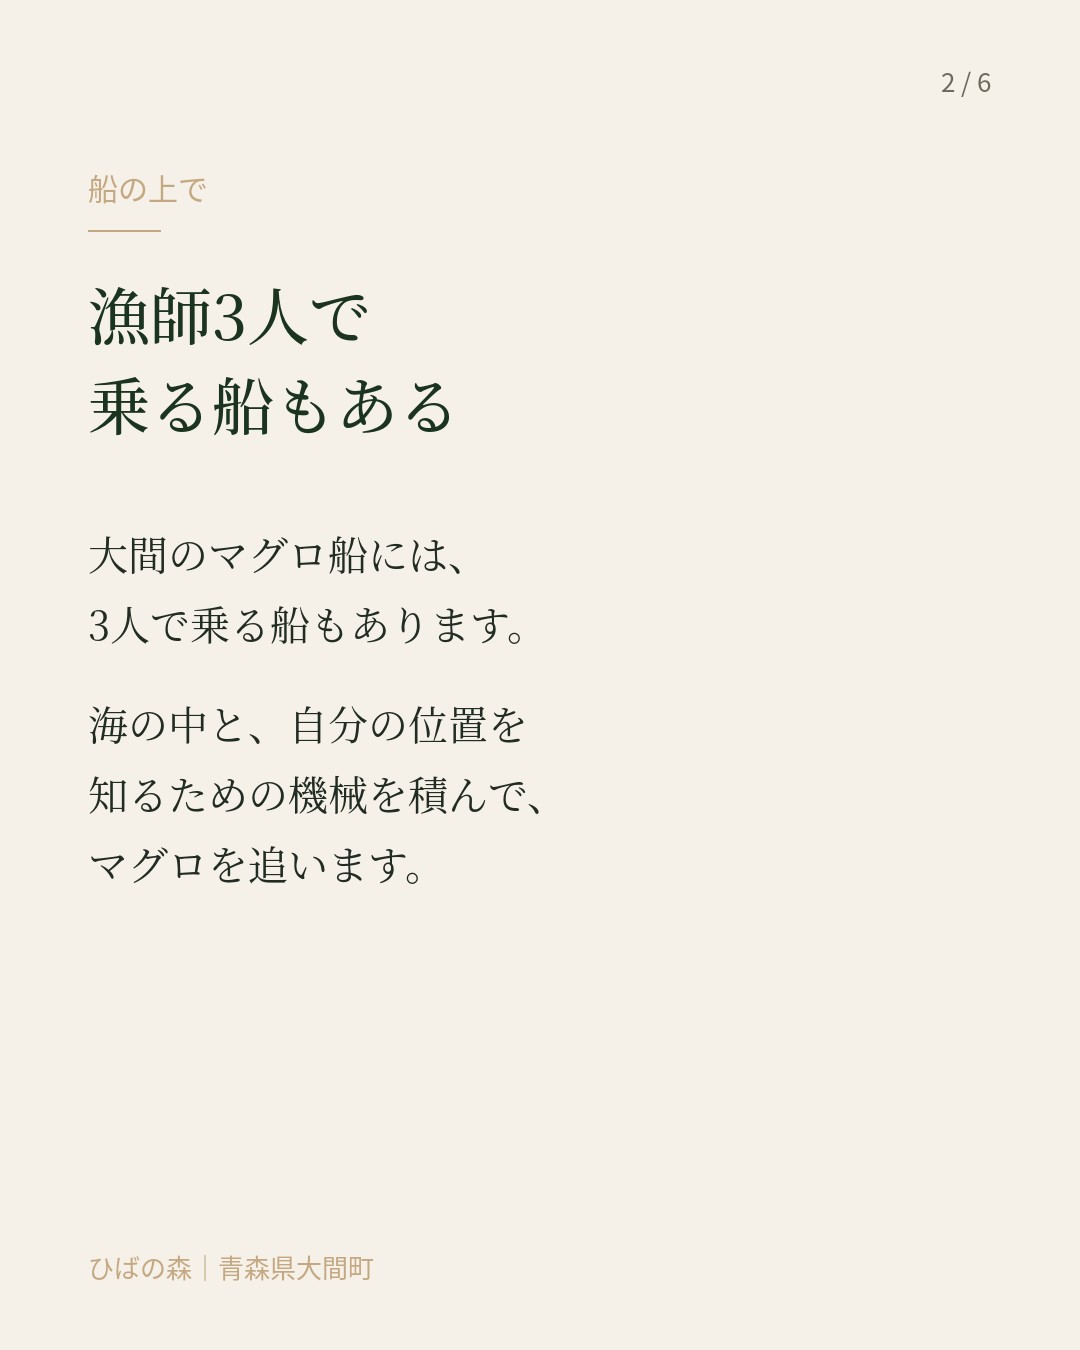 2 / 6
船の上で
漁師3人で
乗る船もある
大間のマグロ船には、
3人で乗る船もあります。
海の中と、自分の位置を
知るための機械を積んで、
マグロを追います。
ひばの森｜青森県大間町